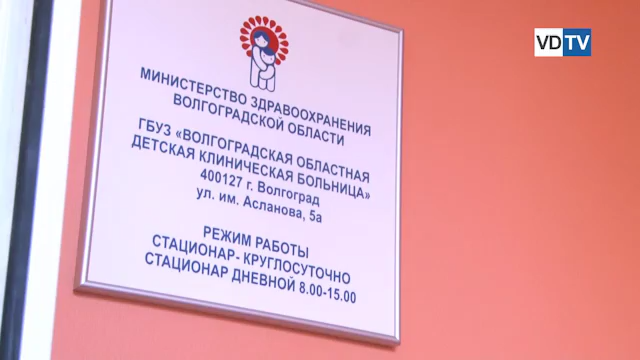 VDTV
МИНИСТЕРСТВО ЗДРАВООХРАНЕНИЯ
ВОЛГОГРАДСКОЙ ОБЛАСТИ
ГБУЗ «ВОЛГОГРАДСКАЯ ОБЛАСТНАЯ
ДЕТСКАЯ КЛИНИЧЕСКАЯ БОЛЬНИЦА»
400127 г. Волгоград
ул. им. Асланова, 5а
РЕЖИМ РАБОТЫ
СТАЦИОНАР- КРУГЛОСУТОЧНО
СТАЦИОНАР ДНЕВНОЙ 8.00-15.00